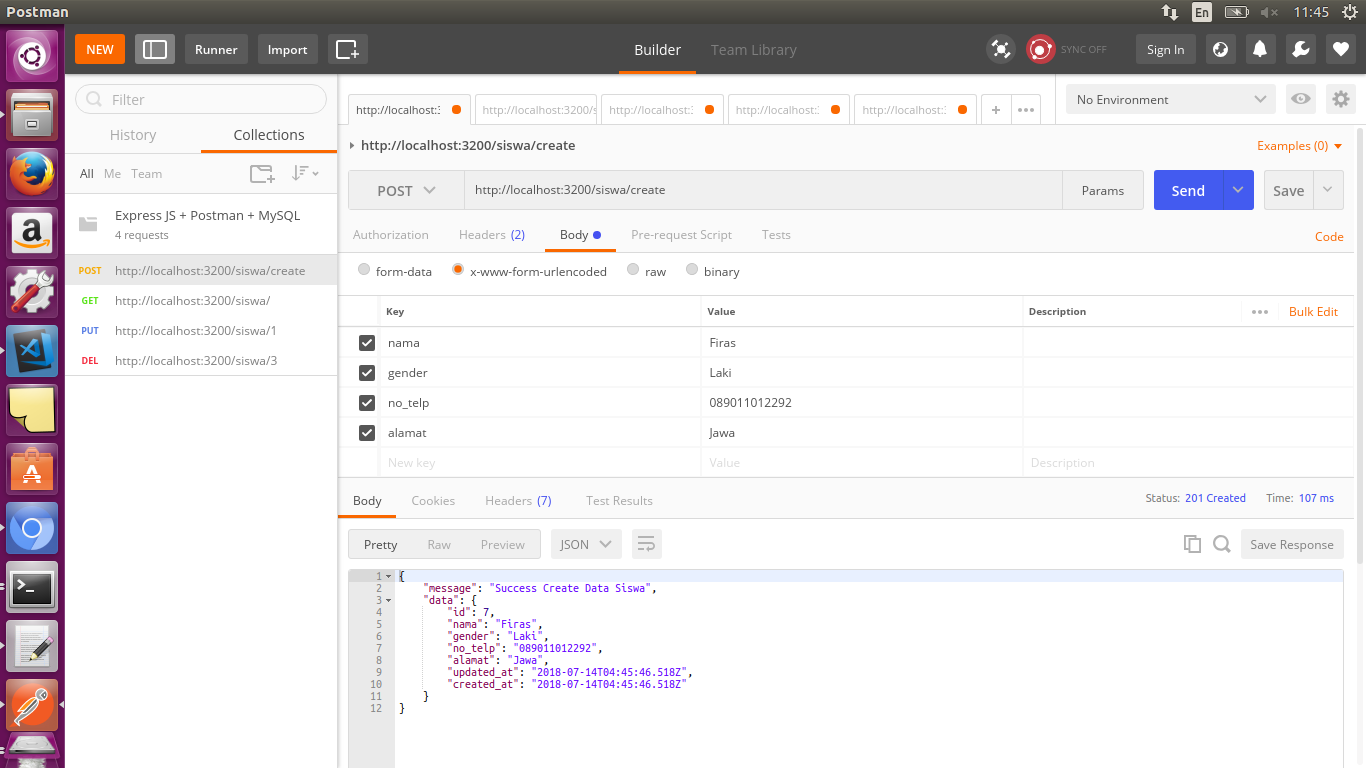 Postman
En
11:45
NEW
Runner
Import
Builder
Team Library
SYNC OFF
Sign In
Filter
History
Collections
All Me Team
Express JS + Postman + MySQL
4 requests
POST http://localhost:3200/siswa/create
GET http://localhost:3200/siswa/
PUT http://localhost:3200/siswa/1
DEL http://localhost:3200/siswa/3
http://localhost:3
http://localhost:3200/s
http://localhost:
http://localhost:
http://localhost:
+
No Environment
http://localhost:3200/siswa/create
Examples (0)
POST
http://localhost:3200/siswa/create
Params
Send
Save
Authorization
Headers (2)
Body
Pre-request Script
Tests
Code
form-data
x-www-form-urlencoded
raw
binary
Key Value Description
Bulk Edit
nama Firas
gender Laki
no_telp 089011012292
alamat Jawa
New key Value Description
Body
Cookies
Headers (7)
Test Results
Status: 201 Created
Time: 107 ms
Pretty
Raw
Preview
JSON
Save Response
1 {
2 "message": "Success Create Data Siswa",
3 "data": {
4 "id": 7,
5 "nama": "Firas",
6 "gender": "Laki",
7 "no_telp": "089011012292",
8 "alamat": "Jawa",
9 "updated_at": "2018-07-14T04:45:46.518Z",
10 "created_at": "2018-07-14T04:45:46.518Z"
11 }
12 }